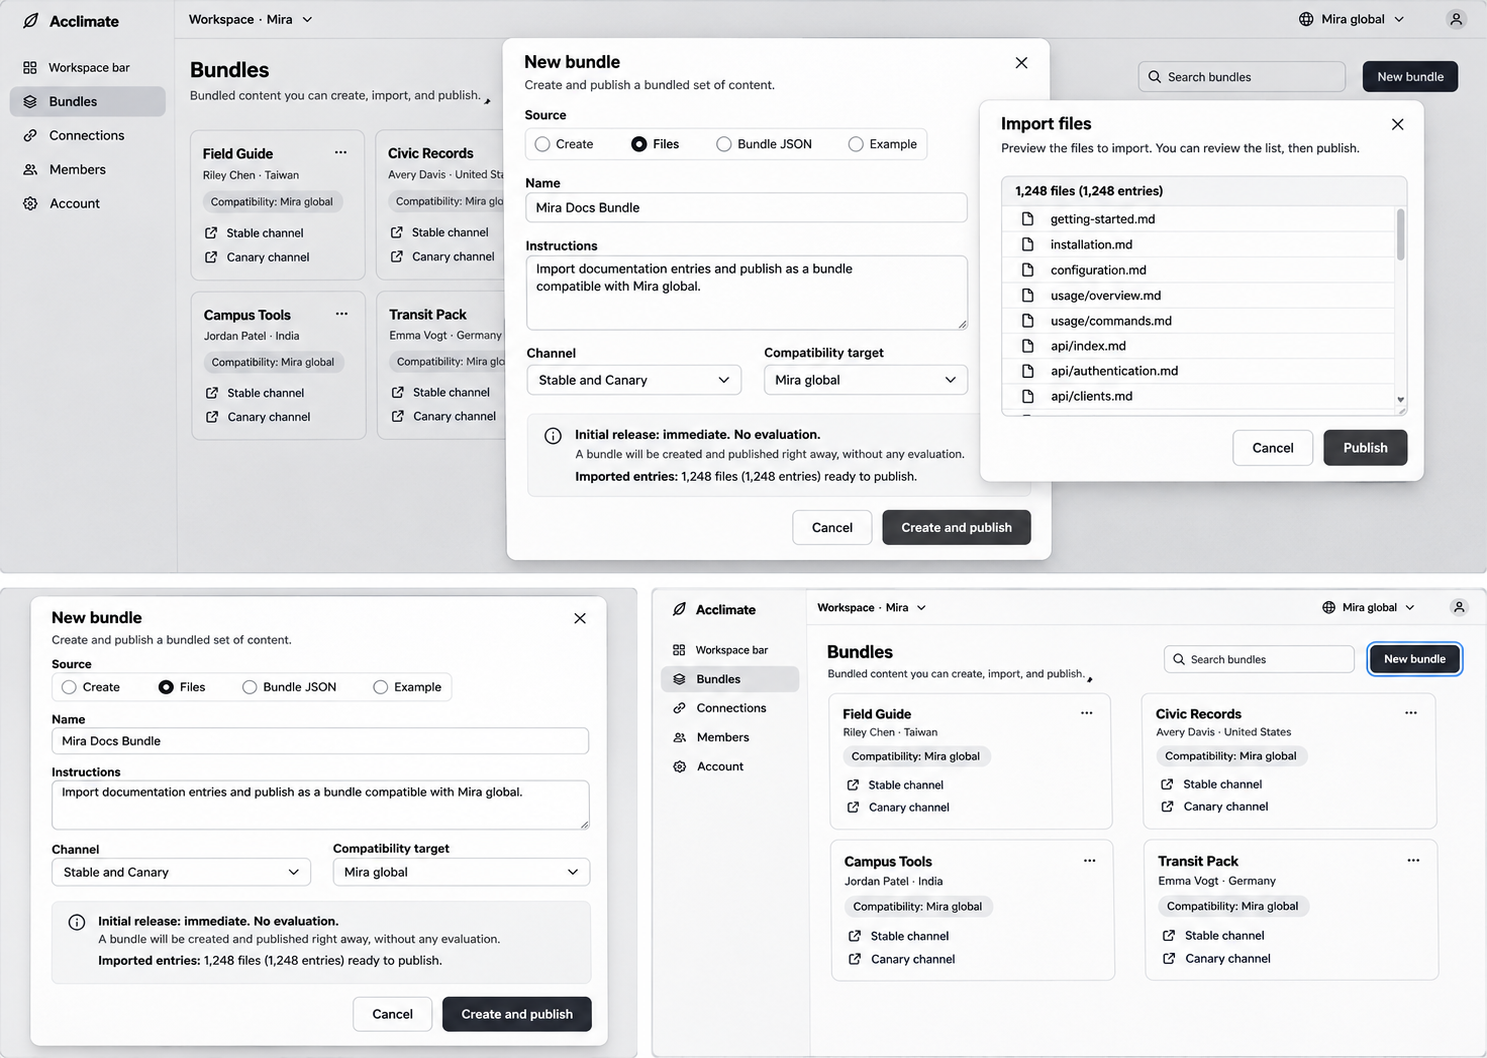 Acclimate
Workspace bar
Bundles
Connections
Members
Account
Workspace · Mira
Mira global
Bundles
Bundled content you can create, import, and publish.
Search bundles
New bundle
Field Guide
Riley Chen · Taiwan
Compatibility: Mira global
Stable channel
Canary channel
Civic Records
Avery Davis · United Sta
Compatibility: Mira glo
Stable channel
Canary channel
Campus Tools
Jordan Patel · India
Compatibility: Mira global
Stable channel
Canary channel
Transit Pack
Emma Vogt · Germany
Compatibility: Mira glo
Stable channel
Canary channel
New bundle
Create and publish a bundled set of content.
Source
Create Files Bundle JSON Example
Name
Mira Docs Bundle
Instructions
Import documentation entries and publish as a bundle
compatible with Mira global.
Channel
Stable and Canary
Compatibility target
Mira global
Initial release: immediate. No evaluation.
A bundle will be created and published right away, without any evaluation.
Imported entries: 1,248 files (1,248 entries) ready to publish.
Cancel
Create and publish
Import files
Preview the files to import. You can review the list, then publish.
1,248 files (1,248 entries)
getting-started.md
installation.md
configuration.md
usage/overview.md
usage/commands.md
api/index.md
api/authentication.md
api/clients.md
Cancel
Publish
New bundle
Create and publish a bundled set of content.
Source
Create Files Bundle JSON Example
Name
Mira Docs Bundle
Instructions
Import documentation entries and publish as a bundle compatible with Mira global.
Channel
Stable and Canary
Compatibility target
Mira global
Initial release: immediate. No evaluation.
A bundle will be created and published right away, without any evaluation.
Imported entries: 1,248 files (1,248 entries) ready to publish.
Cancel
Create and publish
Acclimate
Workspace bar
Bundles
Connections
Members
Account
Workspace · Mira
Mira global
Bundles
Bundled content you can create, import, and publish.
Search bundles
New bundle
Field Guide
Riley Chen · Taiwan
Compatibility: Mira global
Stable channel
Canary channel
Civic Records
Avery Davis · United States
Compatibility: Mira global
Stable channel
Canary channel
Campus Tools
Jordan Patel · India
Compatibility: Mira global
Stable channel
Canary channel
Transit Pack
Emma Vogt · Germany
Compatibility: Mira global
Stable channel
Canary channel